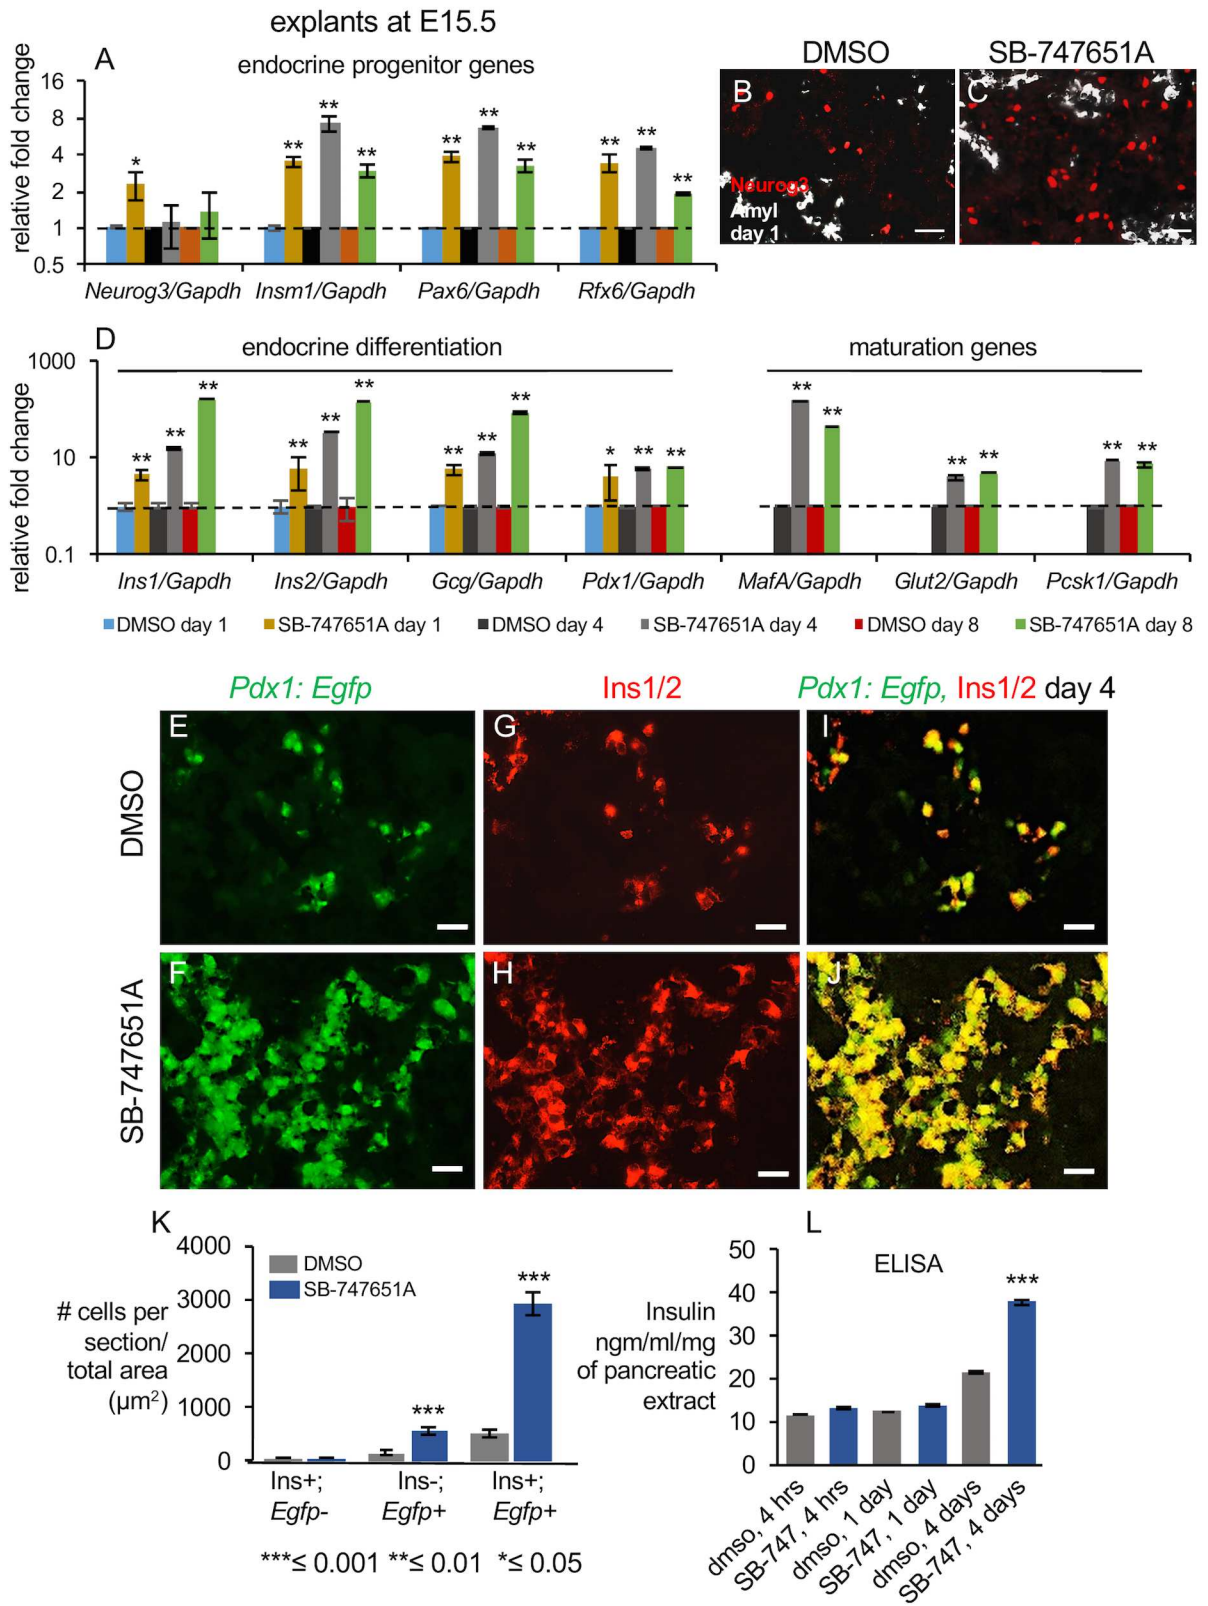 explants at E15.5
A
endocrine progenitor genes
relative fold change
16
8
4
2
1
0.5
* ** ** ** ** ** ** ** ** **
Neurog3/Gapdh Insm1/Gapdh Pax6/Gapdh Rfx6/Gapdh
DMSO SB-747651A
B C
Neurog3
Amyl
day 1
D
endocrine differentiation maturation genes
relative fold change
1000
10
0.1
** ** ** ** ** ** ** ** ** * ** ** ** ** ** ** ** **
Ins1/Gapdh Ins2/Gapdh Gcg/Gapdh Pdx1/Gapdh MafA/Gapdh Glut2/Gapdh Pcsk1/Gapdh
DMSO day 1 SB-747651A day 1 DMSO day 4 SB-747651A day 4 DMSO day 8 SB-747651A day 8
Pdx1: Egfp Ins1/2 Pdx1: Egfp, Ins1/2 day 4
DMSO
E G I
SB-747651A
F H J
K
4000
3000
2000
1000
0
# cells per
section/
total area
(µm²)
DMSO
SB-747651A
*** ***
Ins+; Ins-; Ins+;
Egfp- Egfp+ Egfp+
***≤ 0.001 **≤ 0.01 *≤ 0.05
L
ELISA
50
40
30
20
10
0
Insulin
ngm/ml/mg
of pancreatic
extract
***
dmso, 4 hrs
SB-747, 4 hrs
dmso, 1 day
SB-747, 1 day
dmso, 4 days
SB-747, 4 days